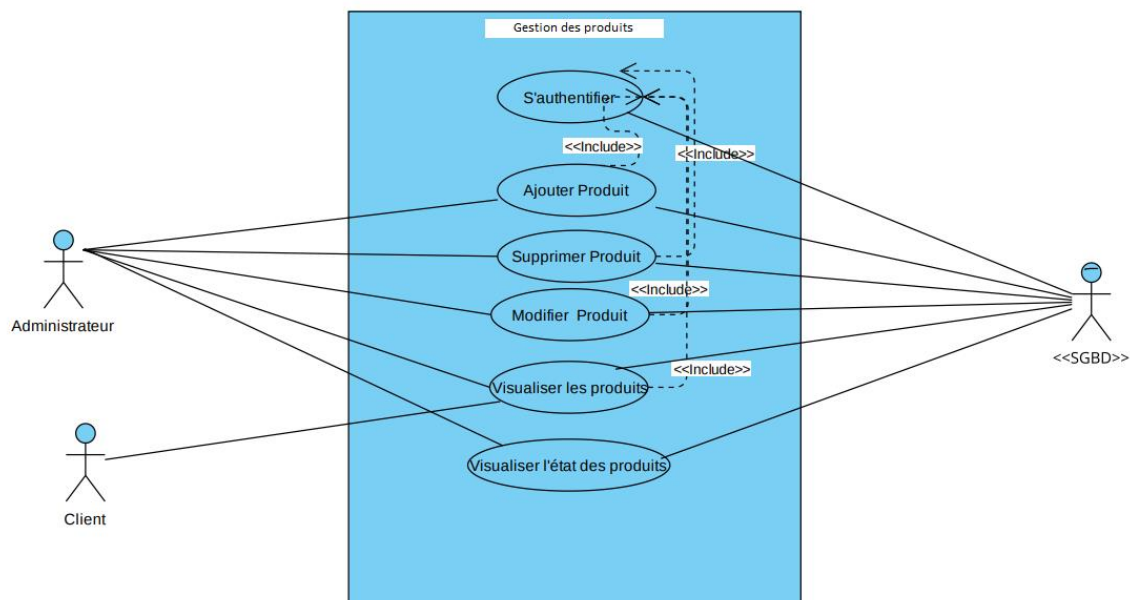 Gestion des produits
S'authentifier
<<Include>>
<<Include>>
Ajouter Produit
Supprimer Produit
<<Include>>
Modifier Produit
Administrateur
<<SGBD>>
<<Include>>
Visualiser les produits
Visualiser l'état des produits
Client